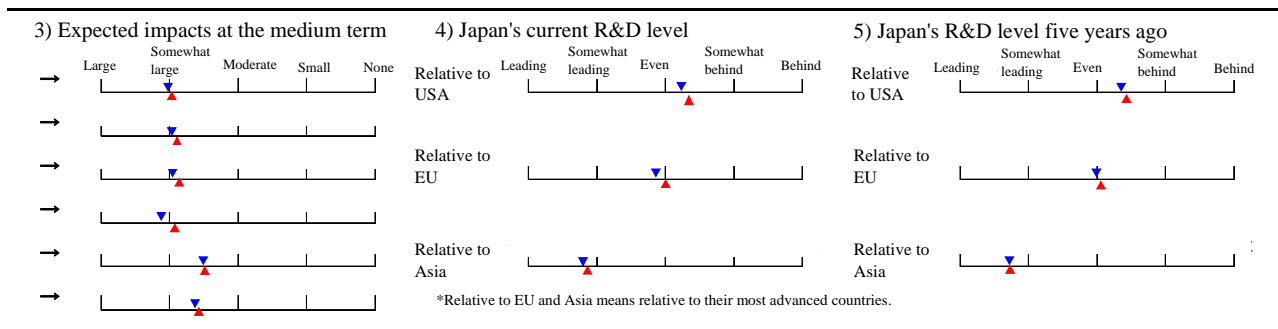 3) Expected impacts at the medium term
Large
Somewhat
large
Moderate
Small
None
4) Japan's current R&D level
Relative to
USA
Leading
Somewhat
leading
Even
Somewhat
behind
Behind
Relative to
EU
Relative to
Asia
*Relative to EU and Asia means relative to their most advanced countries.
5) Japan's R&D level five years ago
Relative
to USA
Leading
Somewhat
leading
Even
Somewhat
behind
Behind
Relative to
EU
Relative to
Asia